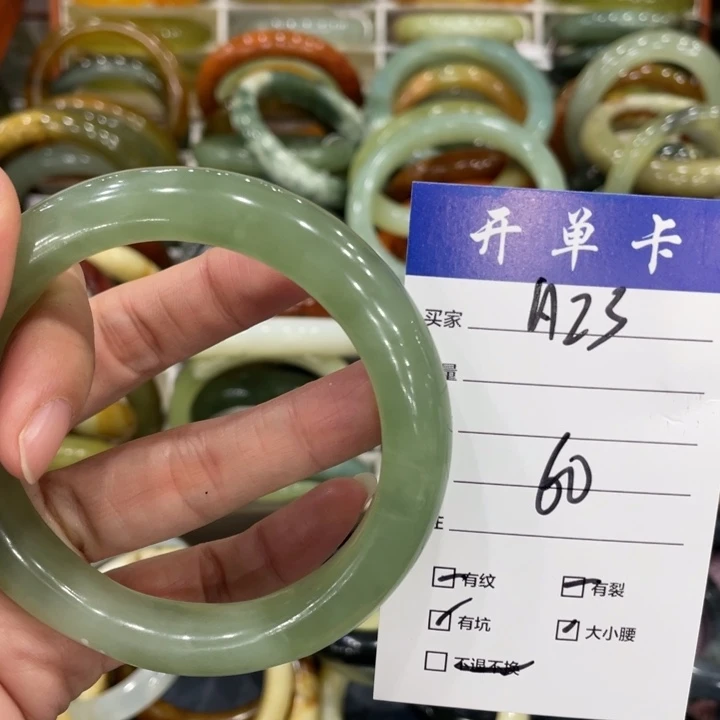 开单卡
买家 A23
量
60
在
有纹 有裂
有坑 大小腰
不退不换